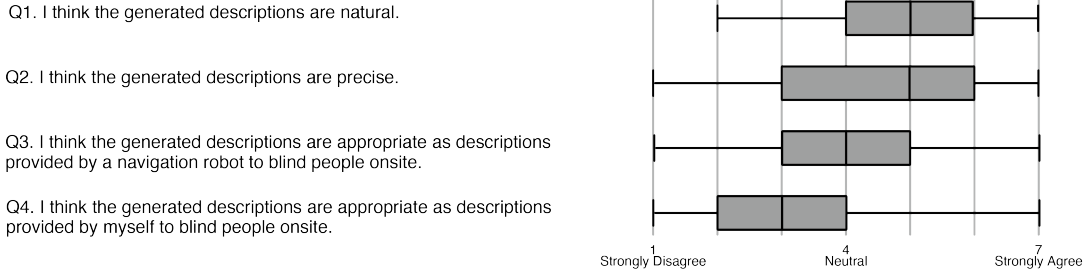 Q1. I think the generated descriptions are natural.
Q2. I think the generated descriptions are precise.
Q3. I think the generated descriptions are appropriate as descriptions
provided by a navigation robot to blind people onsite.
Q4. I think the generated descriptions are appropriate as descriptions
provided by myself to blind people onsite.
1 4 7
Strongly Disagree Neutral Strongly Agree